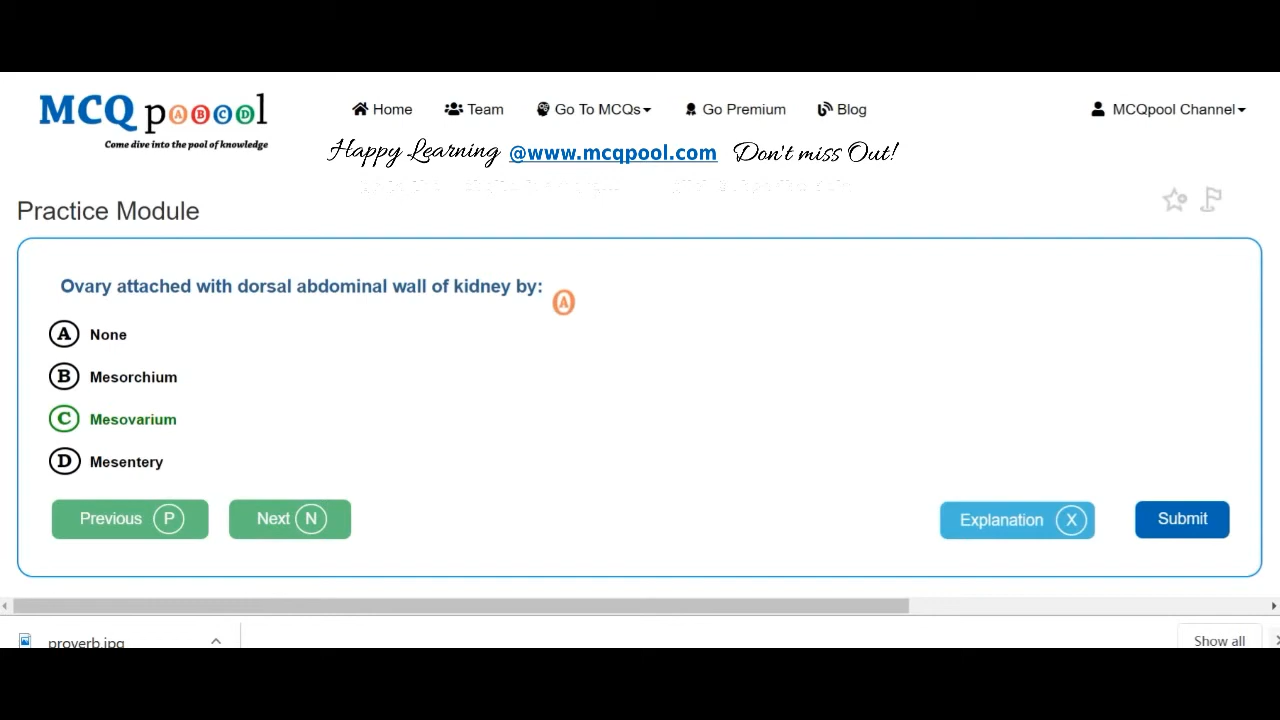 MCQ pABCDl
Come dive into the pool of knowledge
Home Team Go To MCQs Go Premium Blog MCQpool Channel
Happy Learning @www.mcqpool.com Don't miss Out!
Practice Module
Ovary attached with dorsal abdominal wall of kidney by:
A
A None
B Mesorchium
C Mesovarium
D Mesentery
Previous P Next N Explanation X Submit
proverb.jpg Show all